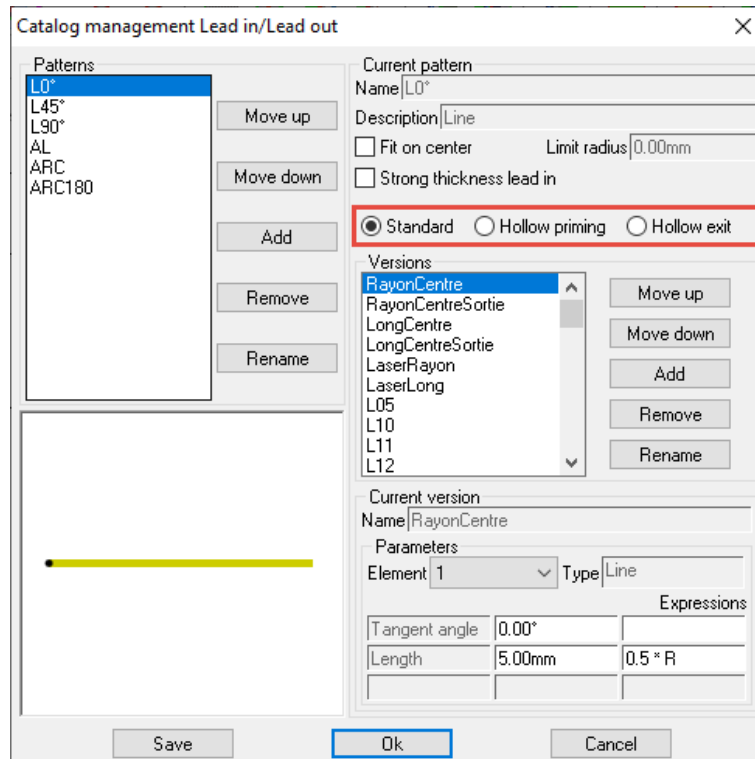 Catalog management Lead in/Lead out
Patterns
L0°
L45°
L90°
AL
ARC
ARC180
Move up
Move down
Add
Remove
Rename
Current pattern
Name L0°
Description Line
Fit on center Limit radius 0.00mm
Strong thickness lead in
Standard Hollow priming Hollow exit
Versions
RayonCentre
RayonCentreSortie
LongCentre
LongCentreSortie
LaserRayon
LaserLong
L05
L10
L11
L12
Move up
Move down
Add
Remove
Rename
Current version
Name RayonCentre
Parameters
Element 1 Type Line
Expressions
Tangent angle 0.00°
Length 5.00mm 0.5 * R
Save Ok Cancel